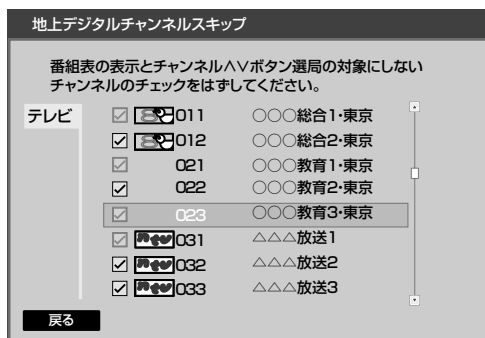 地上デジタルチャンネルスキップ
番組表の表示とチャンネル∧∨ボタン選局の対象にしない
チャンネルのチェックをはずしてください。
テレビ
011 ○○○総合1・東京
012 ○○○総合2・東京
021 ○○○教育1・東京
022 ○○○教育2・東京
023 ○○○教育3・東京
031 △△△放送1
032 △△△放送2
033 △△△放送3
戻る